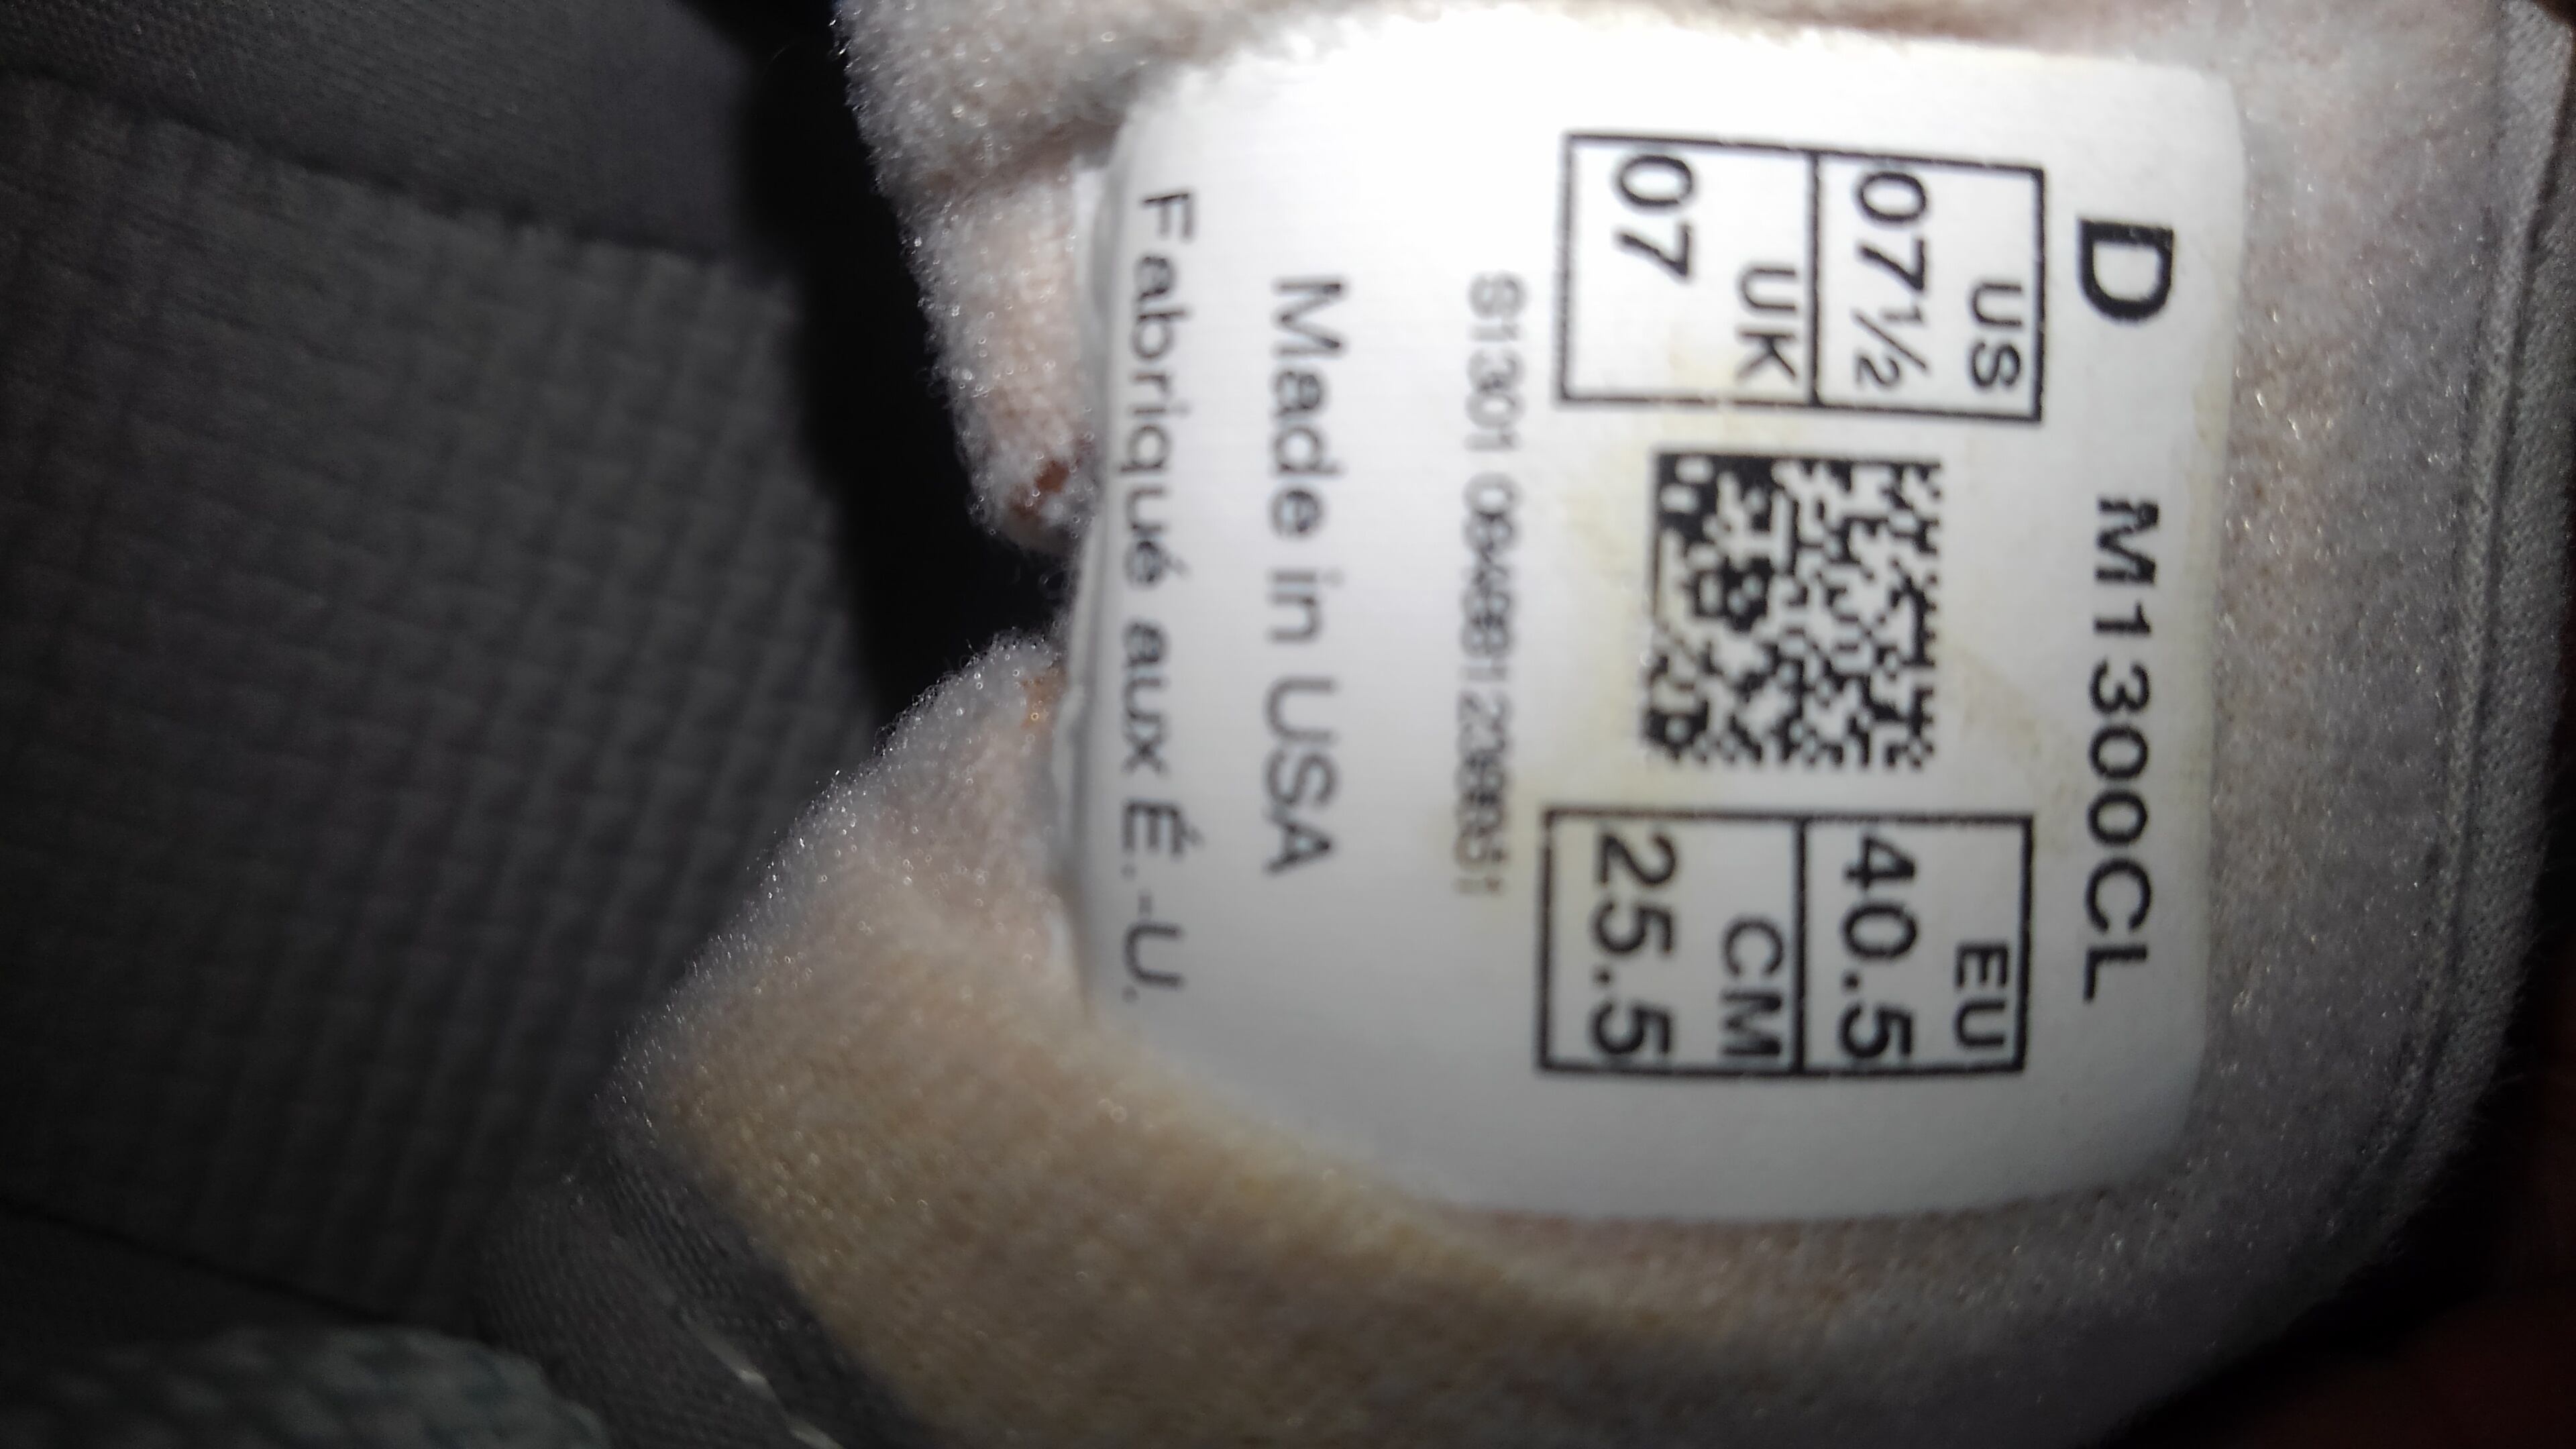 D M1300CL
US
07½
EU
40.5
UK
07
CM
25.5
Made in USA
Fabriqué aux É.-U.